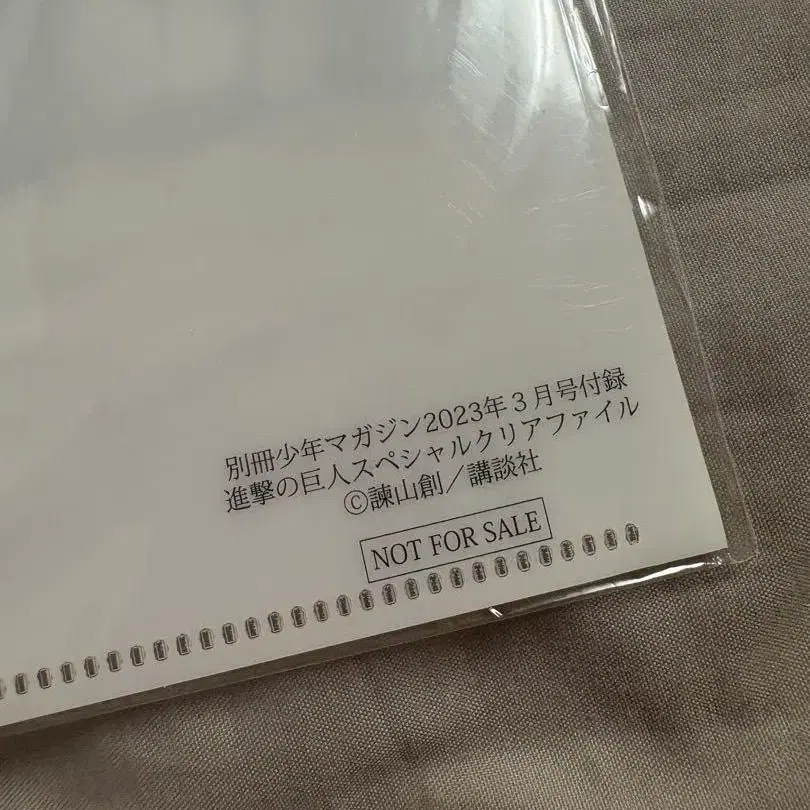 別冊少年マガジン2023年3月号付録
進撃の巨人スペシャルクリアファイル
©諫山創／講談社
NOT FOR SALE